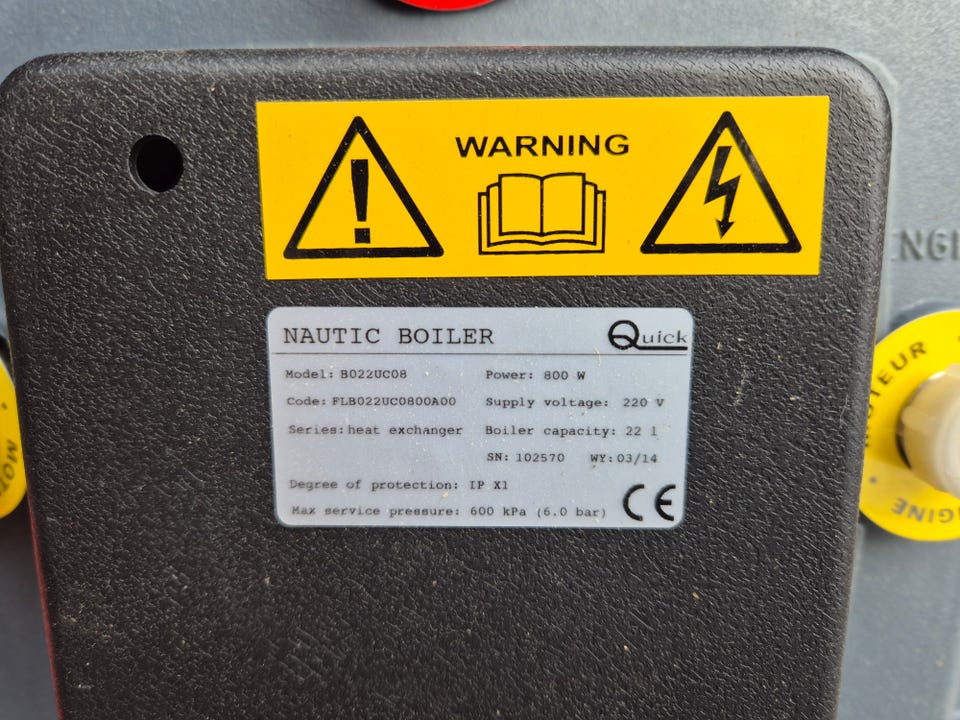 WARNING
NAUTIC BOILER Quick
Model: B022UC08 Power: 800 W
Code: FLB022UC0800A00 Supply voltage: 220 V
Series: heat exchanger Boiler capacity: 22 l
SN: 102570 WY: 03/14
Degree of protection: IP X1
Max service pressure: 600 kPa (6.0 bar) CE